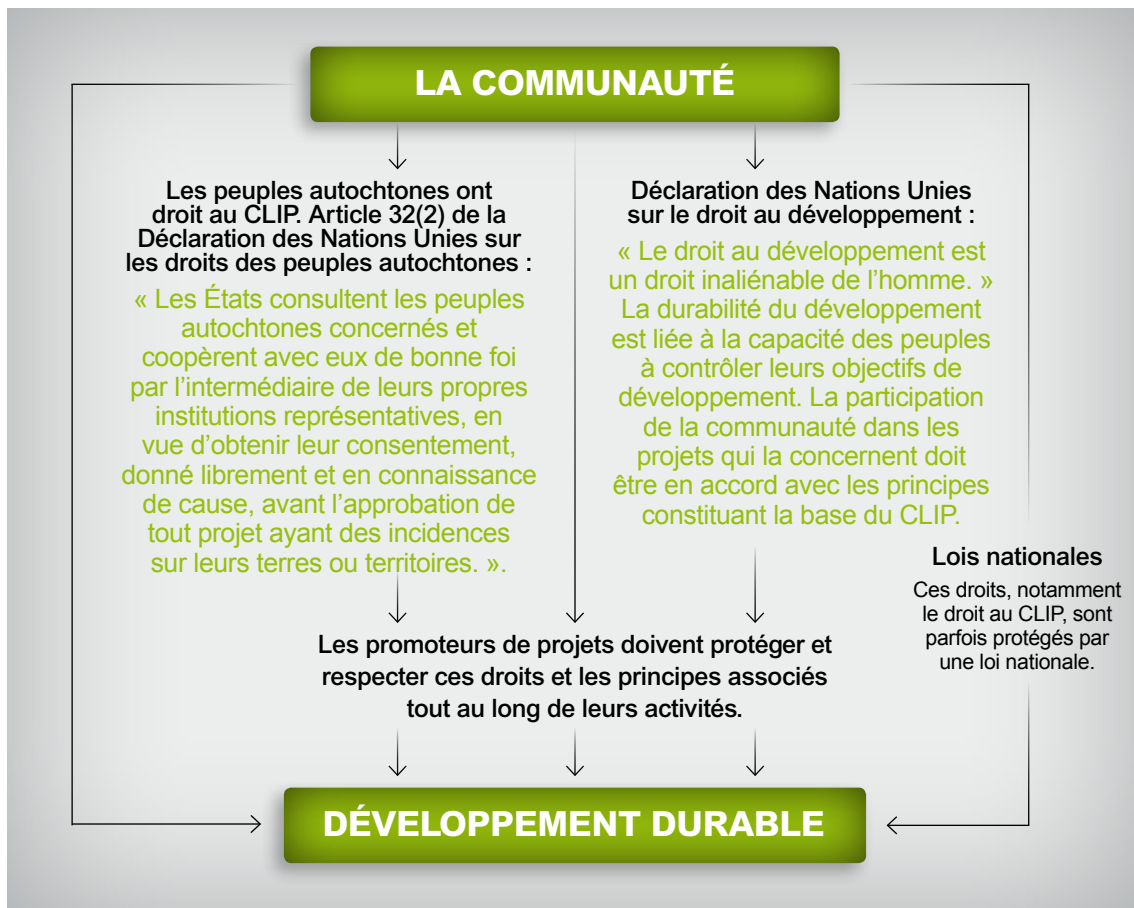 LA COMMUNAUTÉ
Les peuples autochtones ont
droit au CLIP. Article 32(2) de la
Déclaration des Nations Unies sur
les droits des peuples autochtones :
« Les États consultent les peuples
autochtones concernés et
coopèrent avec eux de bonne foi
par l’intermédiaire de leurs propres
institutions représentatives, en
vue d’obtenir leur consentement,
donné librement et en connaissance
de cause, avant l’approbation de
tout projet ayant des incidences
sur leurs terres ou territoires. ».
Déclaration des Nations Unies
sur le droit au développement :
« Le droit au développement est
un droit inaliénable de l’homme. »
La durabilité du développement
est liée à la capacité des peuples
à contrôler leurs objectifs de
développement. La participation
de la communauté dans les
projets qui la concernent doit
être en accord avec les principes
constituant la base du CLIP.
Lois nationales
Ces droits, notamment
le droit au CLIP, sont
parfois protégés par
une loi nationale.
Les promoteurs de projets doivent protéger et
respecter ces droits et les principes associés
tout au long de leurs activités.
DÉVELOPPEMENT DURABLE